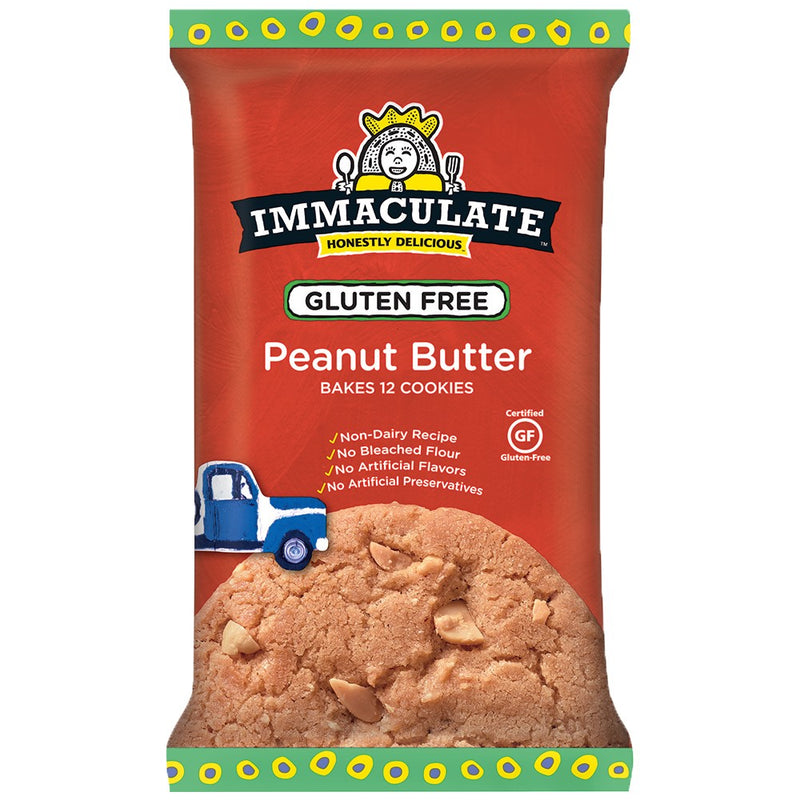 IMMACULATE
™
HONESTLY DELICIOUS
GLUTEN FREE
Peanut Butter
BAKES 12 COOKIES
Certified
GF
Gluten-Free
✓Non-Dairy Recipe
✓No Bleached Flour
✓No Artificial Flavors
✓No Artificial Preservatives